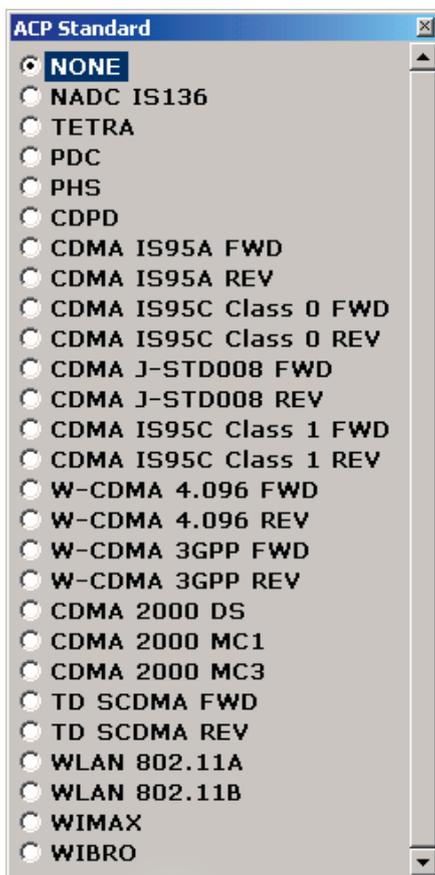 ACP Standard
NONE
NADC IS136
TETRA
PDC
PHS
CDPD
CDMA IS95A FWD
CDMA IS95A REV
CDMA IS95C Class 0 FWD
CDMA IS95C Class 0 REV
CDMA J-STD008 FWD
CDMA J-STD008 REV
CDMA IS95C Class 1 FWD
CDMA IS95C Class 1 REV
W-CDMA 4.096 FWD
W-CDMA 4.096 REV
W-CDMA 3GPP FWD
W-CDMA 3GPP REV
CDMA 2000 DS
CDMA 2000 MC1
CDMA 2000 MC3
TD SCDMA FWD
TD SCDMA REV
WLAN 802.11A
WLAN 802.11B
WIMAX
WIBRO